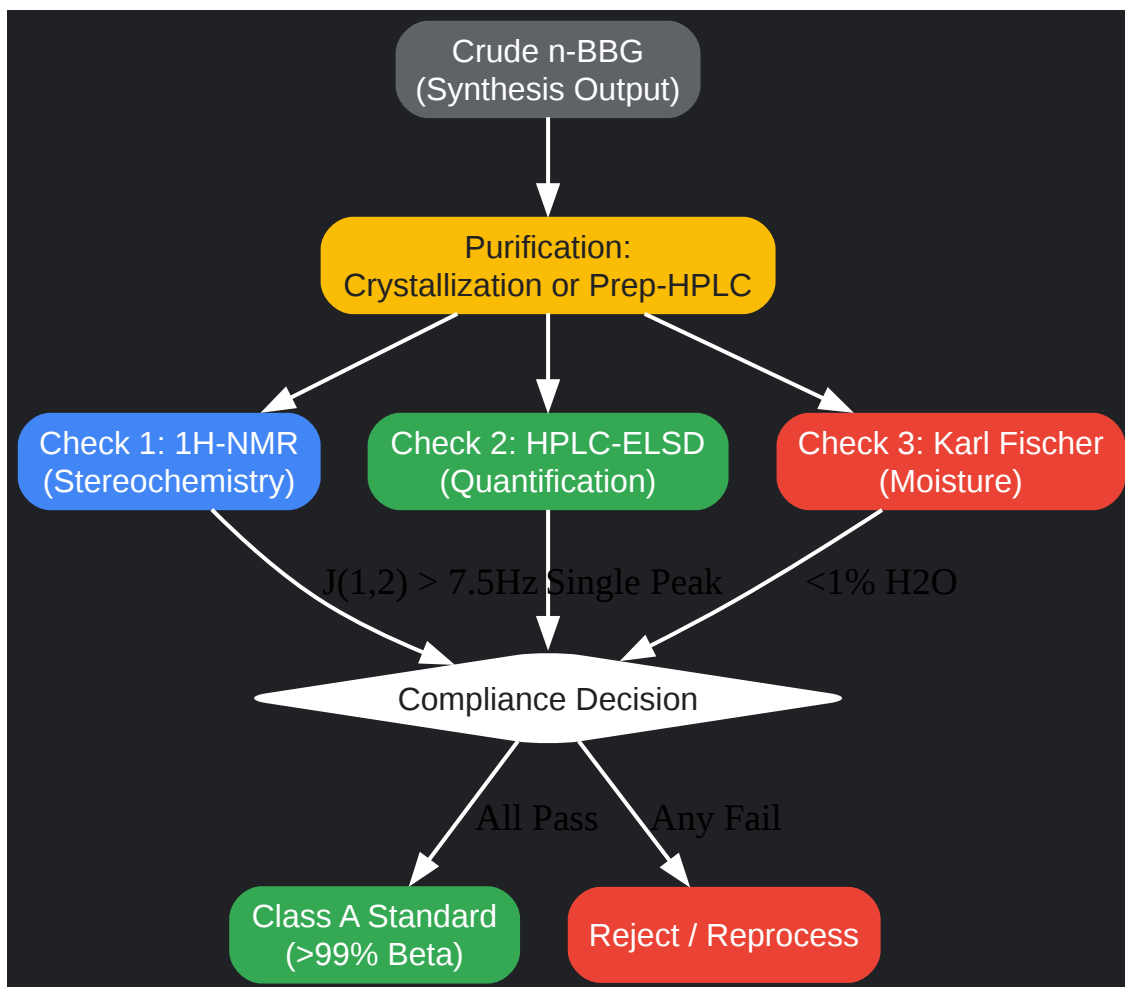 Crude n-BBG
(Synthesis Output)
Purification:
Crystallization or Prep-HPLC
Check 1: 1H-NMR
(Stereochemistry)
Check 2: HPLC-ELSD
(Quantification)
Check 3: Karl Fischer
(Moisture)
J(1,2) > 7.5Hz
Single Peak
<1% H2O
Compliance Decision
All Pass
Any Fail
Class A Standard
(>99% Beta)
Reject / Reprocess